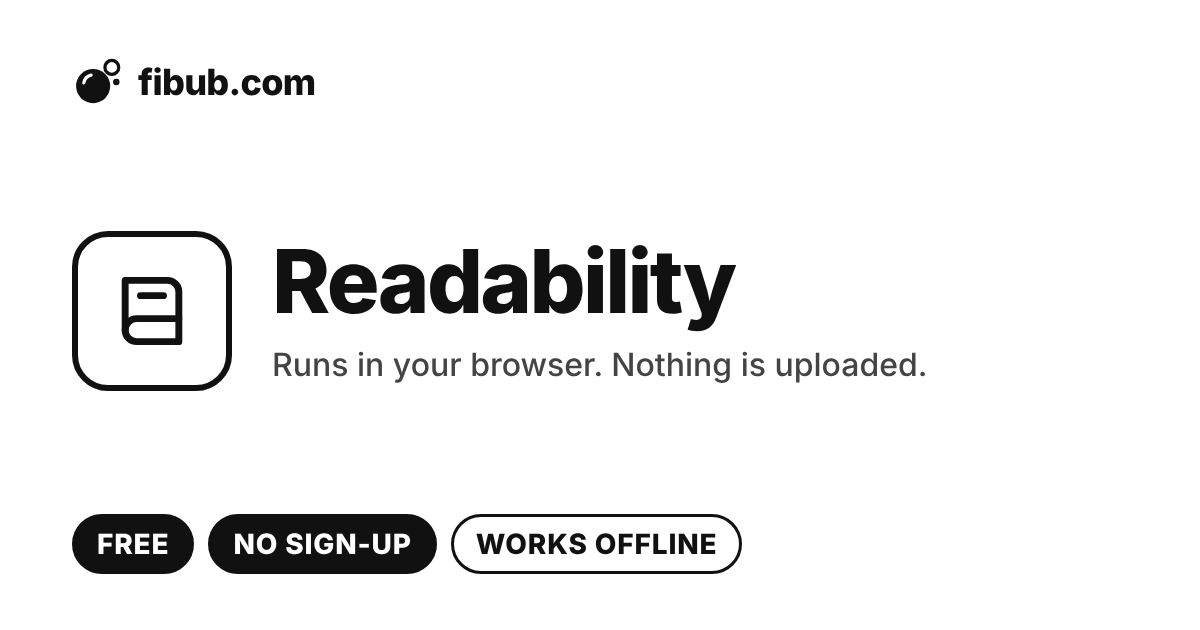 fibub.com
Readability
Runs in your browser. Nothing is uploaded.
FREE NO SIGN-UP WORKS OFFLINE